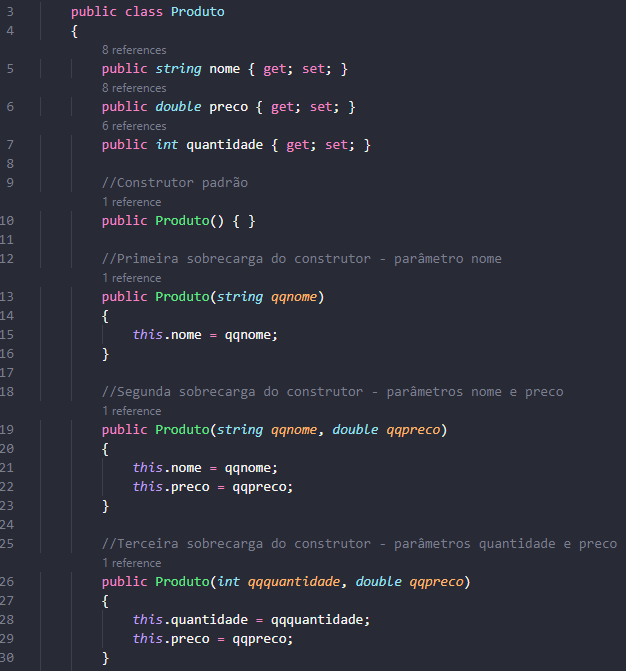 3 public class Produto
4 {
8 references
5 public string nome { get; set; }
8 references
6 public double preco { get; set; }
6 references
7 public int quantidade { get; set; }
8
9 //Construtor padrão
1 reference
10 public Produto() { }
11
12 //Primeira sobrecarga do construtor - parâmetro nome
1 reference
13 public Produto(string qqnome)
14 {
15 this.nome = qqnome;
16 }
17
18 //Segunda sobrecarga do construtor - parâmetros nome e preco
1 reference
19 public Produto(string qqnome, double qqpreco)
20 {
21 this.nome = qqnome;
22 this.preco = qqpreco;
23 }
24
25 //Terceira sobrecarga do construtor - parâmetros quantidade e preco
1 reference
26 public Produto(int qqquantidade, double qqpreco)
27 {
28 this.quantidade = qqquantidade;
29 this.preco = qqpreco;
30 }